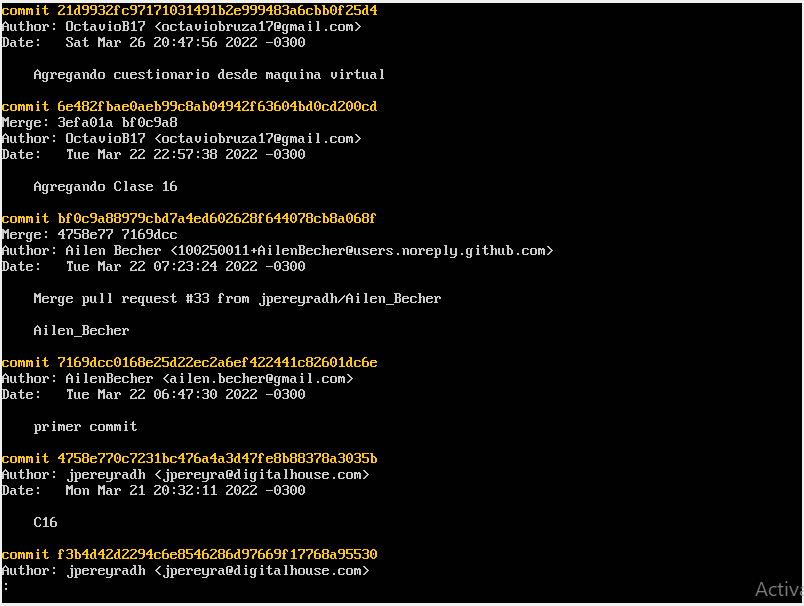 commit 21d9932fc97171031491b2e999483a6cbb0f25d4
Author: OctavioB17 <octaviobruza17@gmail.com>
Date:   Sat Mar 26 20:47:56 2022 -0300
    Agregando cuestionario desde maquina virtual
commit 6e482fbae0aeb99c8ab04942f63604bd0cd200cd
Merge: 3efa01a bf0c9a8
Author: OctavioB17 <octaviobruza17@gmail.com>
Date:   Tue Mar 22 22:57:38 2022 -0300
    Agregando Clase 16
commit bf0c9a88979cbd7a4ed602628f644078cb8a068f
Merge: 4758e77 7169dcc
Author: Ailen Becher <100250011+AilenBecher@users.noreply.github.com>
Date:   Tue Mar 22 07:23:24 2022 -0300
    Merge pull request #33 from jpereyradh/Ailen_Becher
    Ailen_Becher
commit 7169dcc0168e25d22ec2a6ef422441c82601dc6e
Author: AilenBecher <ailen.becher@gmail.com>
Date:   Tue Mar 22 06:47:30 2022 -0300
    primer commit
commit 4758e770c7231bc476a4a3d47fe8b88378a3035b
Author: jpereyradh <jpereyra@digitalhouse.com>
Date:   Mon Mar 21 20:32:11 2022 -0300
    C16
commit f3b4d42d2294c6e8546286d97669f17768a95530
Author: jpereyradh <jpereyra@digitalhouse.com>
:
Activa